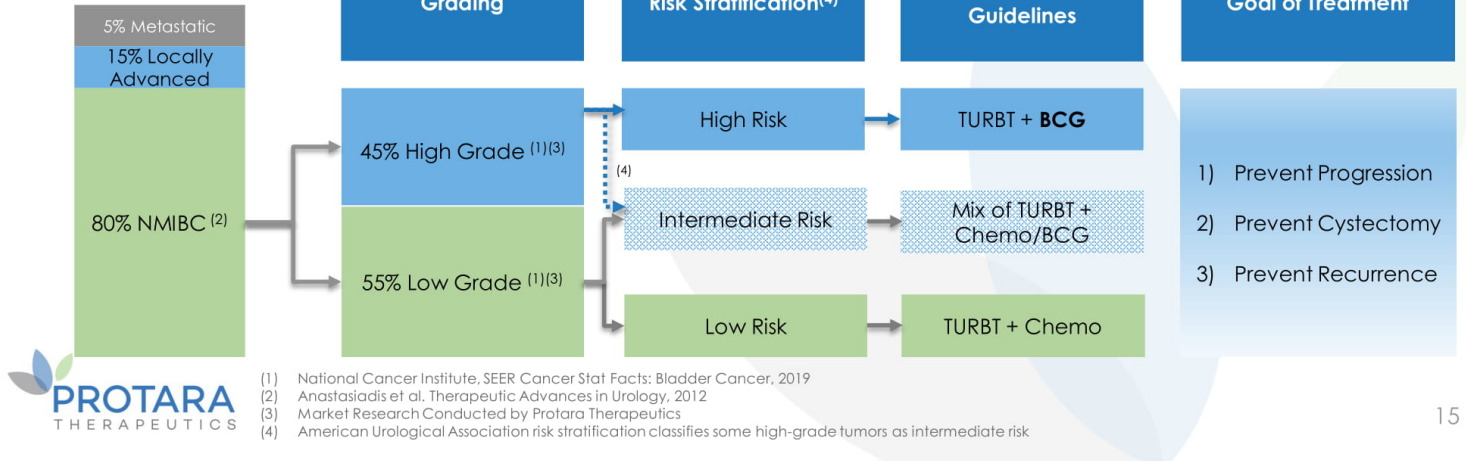 5% Metastatic
15% Locally
Advanced
80% NMIBC (2)
Grading
45% High Grade (1)(3)
55% Low Grade (1)(3)
Risk Stratification(4)
High Risk
(4)
Intermediate Risk
Low Risk
Guidelines
TURBT + BCG
Mix of TURBT +
Chemo/BCG
TURBT + Chemo
Goal of Treatment
1) Prevent Progression
2) Prevent Cystectomy
3) Prevent Recurrence
PROTARA
THERAPEUTICS
(1) National Cancer Institute, SEER Cancer Stat Facts: Bladder Cancer, 2019
(2) Anastasiadis et al. Therapeutic Advances in Urology, 2012
(3) Market Research Conducted by Protara Therapeutics
(4) American Urological Association risk stratification classifies some high-grade tumors as intermediate risk
15